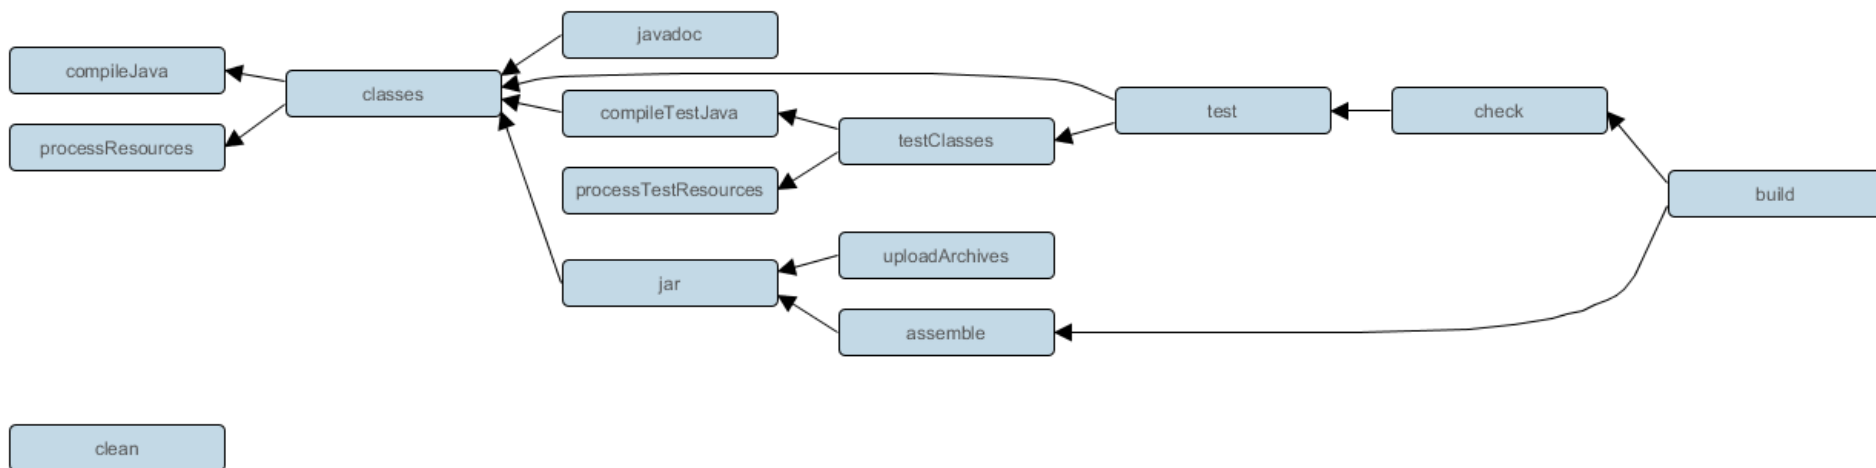 javadoc
compileJava
classes
compileTestJava
test
check
testClasses
processResources
processTestResources
build
uploadArchives
jar
assemble
clean